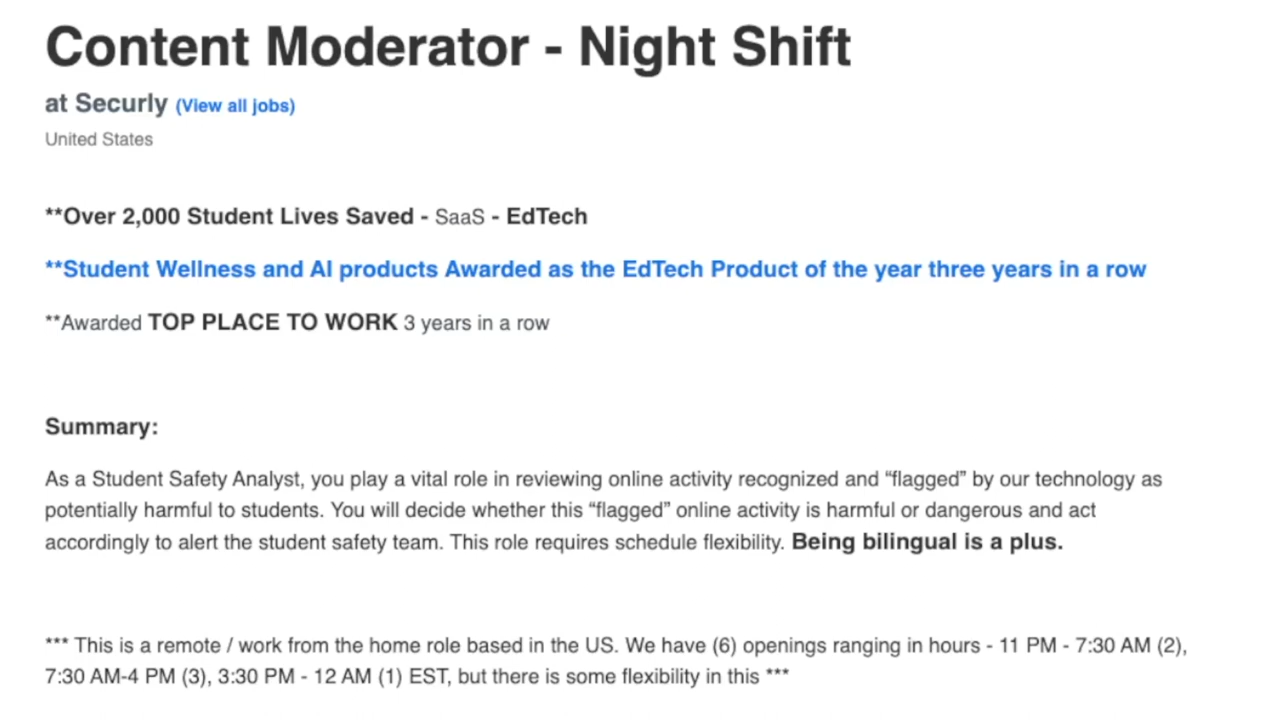 Content Moderator - Night Shift
at Securly (View all jobs)
United States
**Over 2,000 Student Lives Saved - SaaS - EdTech
**Student Wellness and AI products Awarded as the EdTech Product of the year three years in a row
**Awarded TOP PLACE TO WORK 3 years in a row
Summary:
As a Student Safety Analyst, you play a vital role in reviewing online activity recognized and “flagged” by our technology as
potentially harmful to students. You will decide whether this “flagged” online activity is harmful or dangerous and act
accordingly to alert the student safety team. This role requires schedule flexibility. Being bilingual is a plus.
*** This is a remote / work from the home role based in the US. We have (6) openings ranging in hours - 11 PM - 7:30 AM (2),
7:30 AM-4 PM (3), 3:30 PM - 12 AM (1) EST, but there is some flexibility in this ***